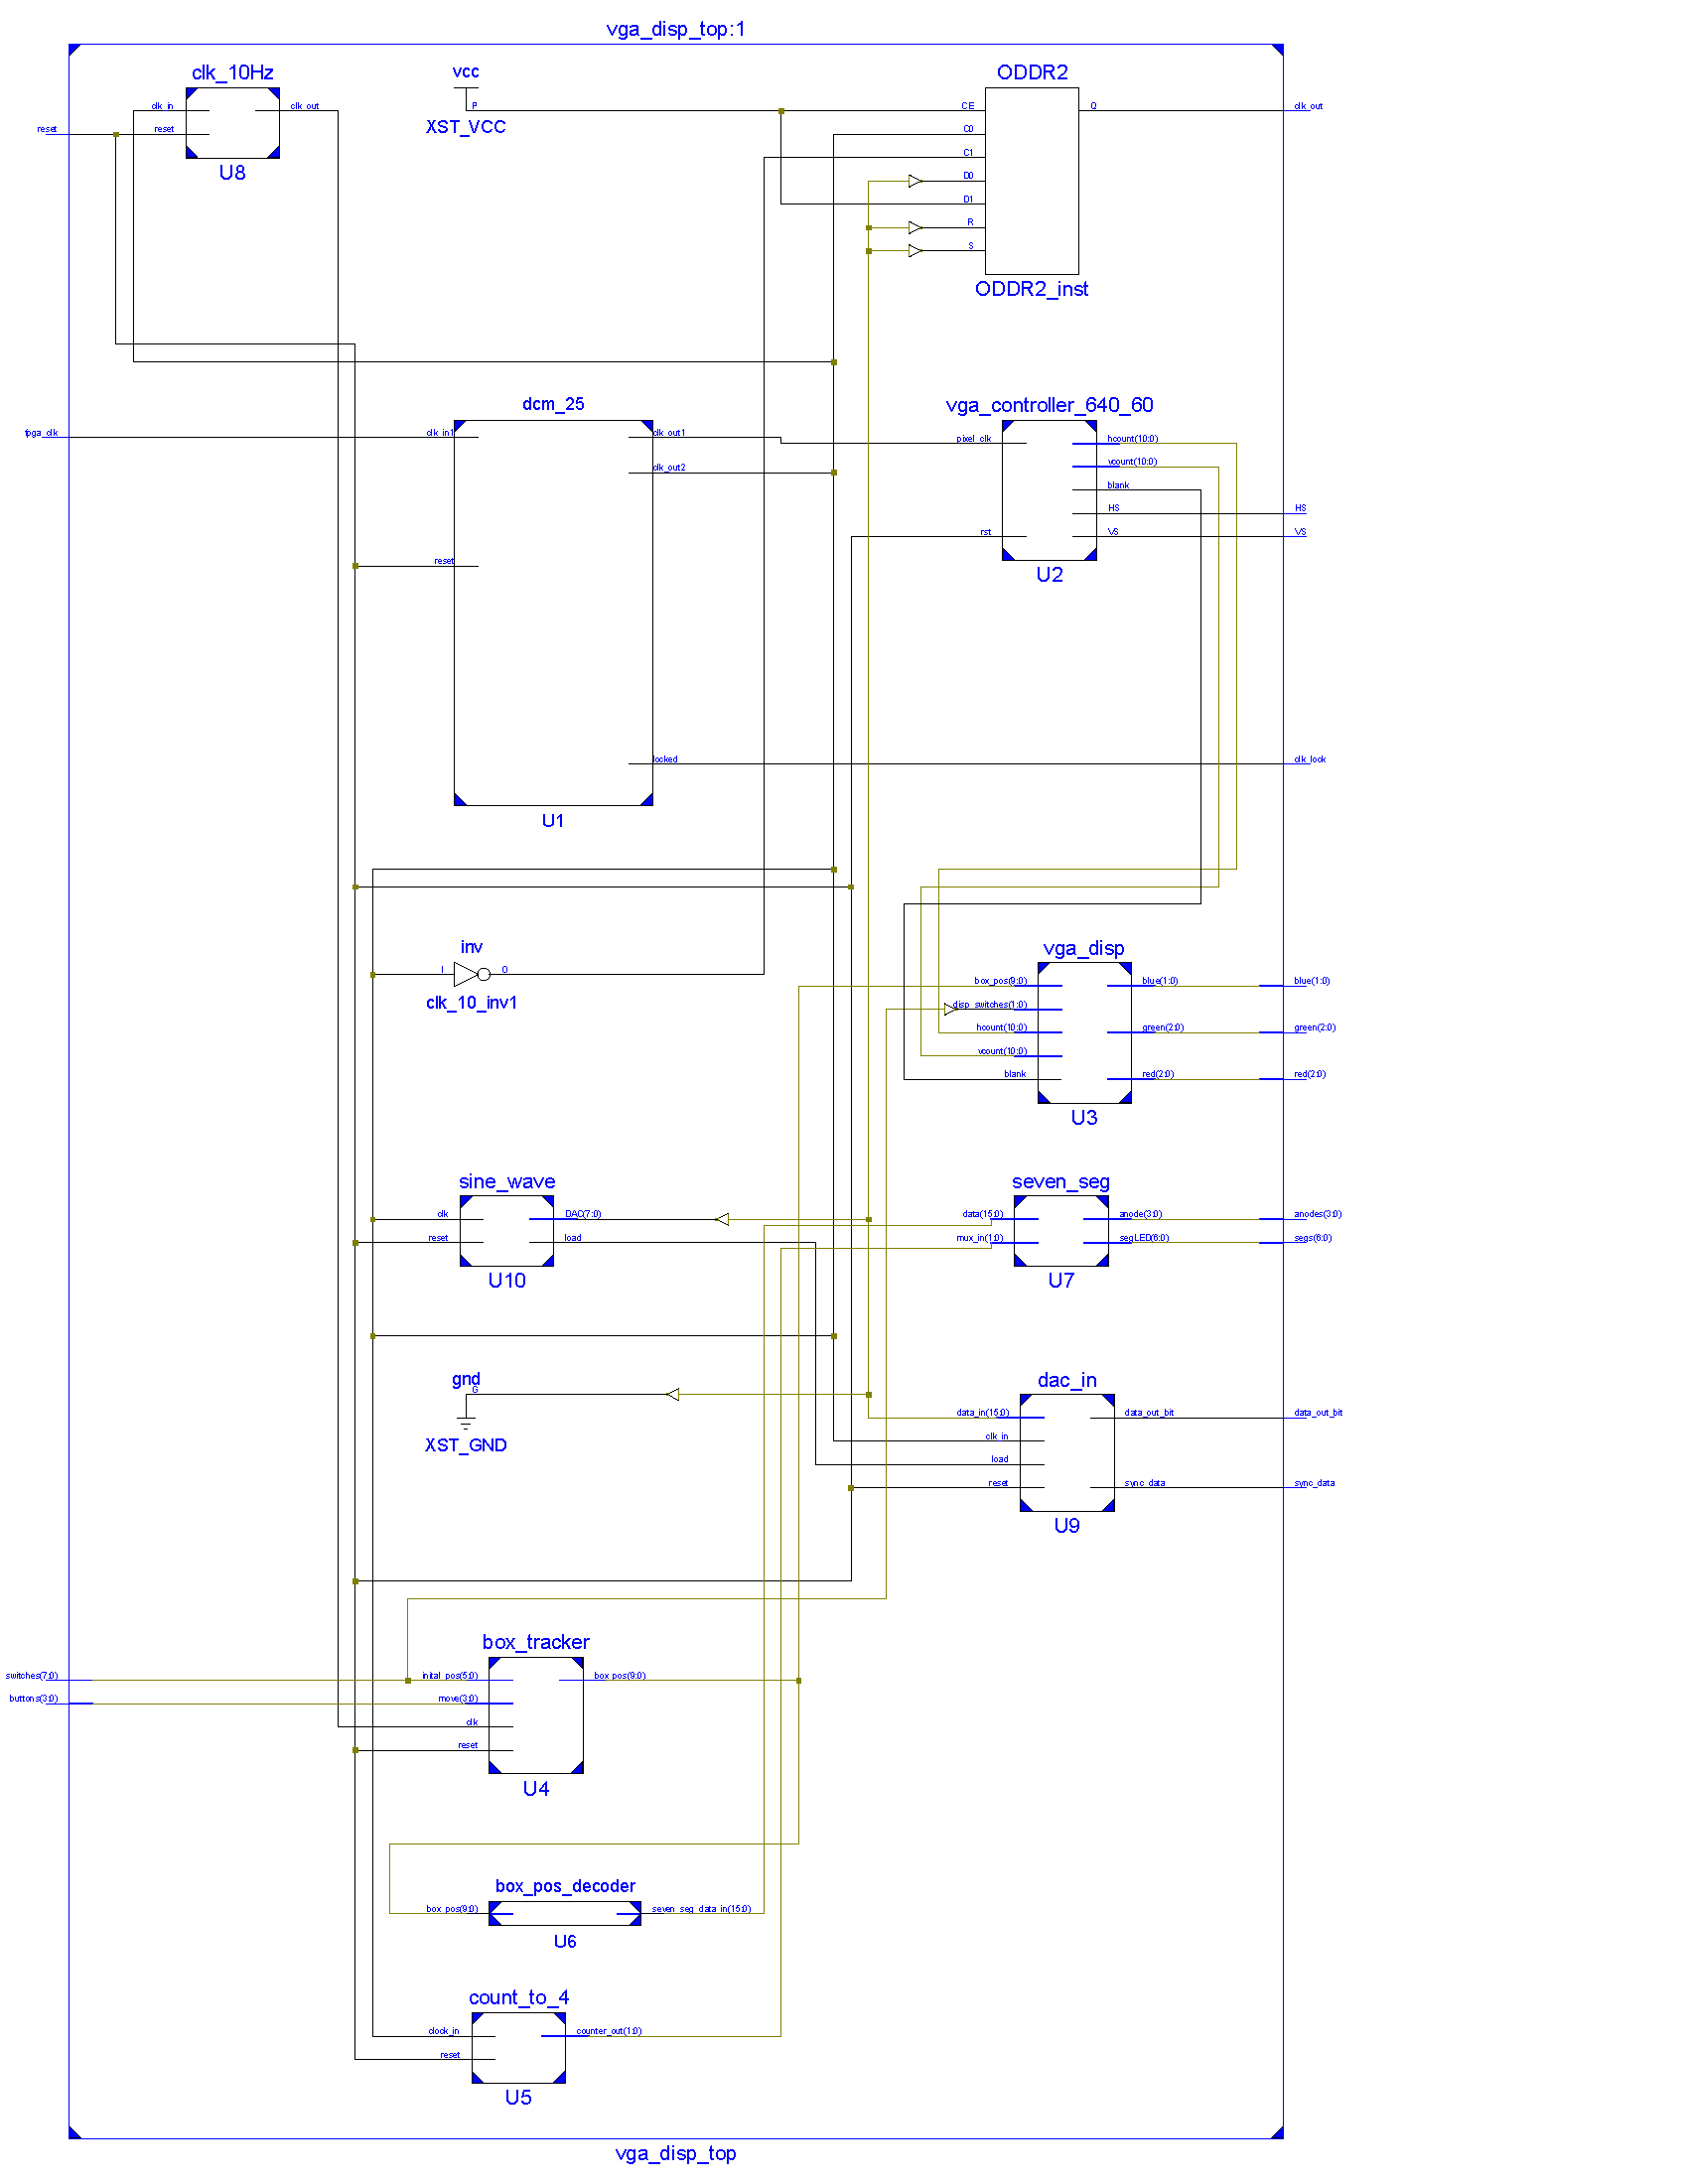 vga_disp_top:1
clk_10Hz
clk_in
reset
clk_out
U8
reset
vcc
P
XST_VCC
ODDR2
CE
C0
C1
D0
D1
R
S
Q
ODDR2_inst
clk_out
dcm_25
fpga_clk
clk_in1
reset
clk_out1
clk_out2
locked
U1
clk_lock
vga_controller_640_60
pixel_clk
rst
hcount(10:0)
vcount(10:0)
blank
HS
VS
U2
HS
VS
inv
I
O
clk_10_inv1
vga_disp
box_pos(9:0)
disp_switches(1:0)
hcount(10:0)
vcount(10:0)
blank
blue(1:0)
green(2:0)
red(2:0)
U3
blue(1:0)
green(2:0)
red(2:0)
sine_wave
clk
reset
DAC(7:0)
load
U10
seven_seg
data(15:0)
mux_in(1:0)
anode(3:0)
segLED(6:0)
U7
anodes(3:0)
segs(6:0)
gnd
G
XST_GND
dac_in
data_in(15:0)
clk_in
load
reset
data_out_bit
sync_data
U9
data_out_bit
sync_data
box_tracker
switches(7:0)
buttons(3:0)
inital_pos(5:0)
move(3:0)
clk
reset
box_pos(9:0)
U4
box_pos_decoder
box_pos(9:0)
seven_seg_data_in(15:0)
U6
count_to_4
clock_in
reset
counter_out(1:0)
U5
vga_disp_top